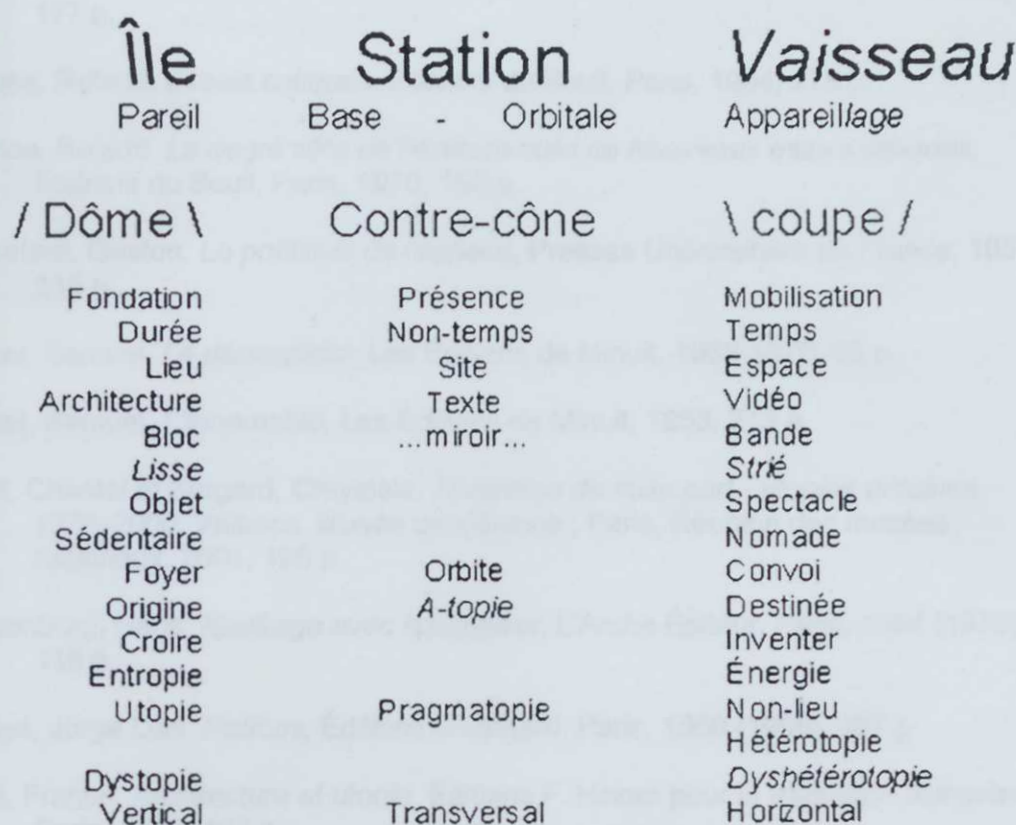 Île Station Vaisseau
Pareil Base - Orbitale Appareillage
/ Dôme \ Contre-cône \ coupe /
Fondation Présence Mobilisation
Durée Non-temps Temps
Lieu Site Espace
Architecture Texte Vidéo
Bloc ...miroir... Bande
Lisse Strié
Objet Spectacle
Sédentaire Nomade
Foyer Orbite Convoi
Origine A-topie Destinée
Croire Inventer
Entropie Énergie
Utopie Pragmatopie Non-lieu
Hétérotopie
Dystopie Dyshétérotopie
Vertical Transversal Horizontal